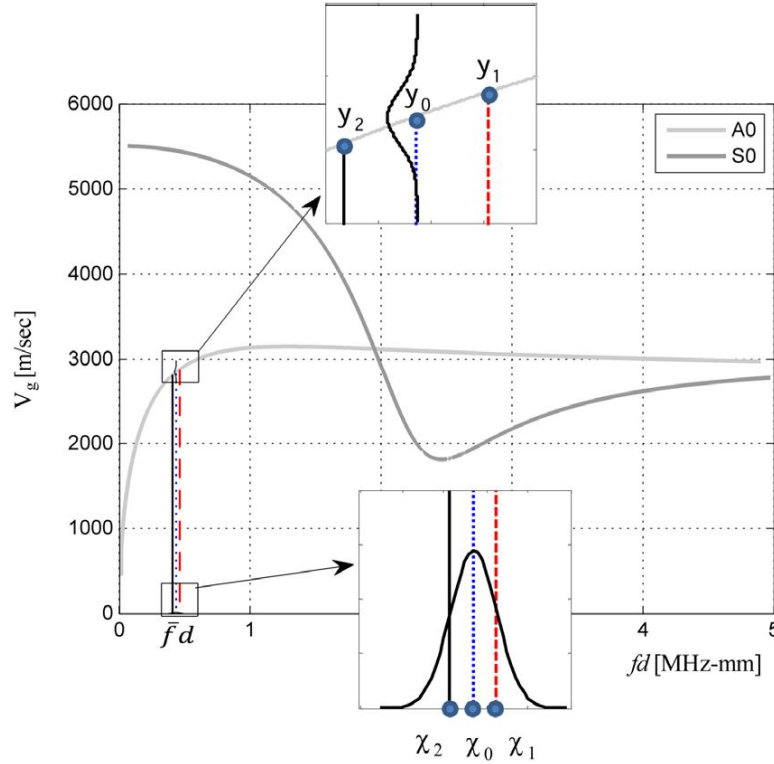 y₂ y₀ y₁
6000
5000
4000
3000
2000
1000
0
V_g [m/sec]
A0
S0
0 1 4 5
f̄d
fd [MHz-mm]
χ₂ χ₀ χ₁